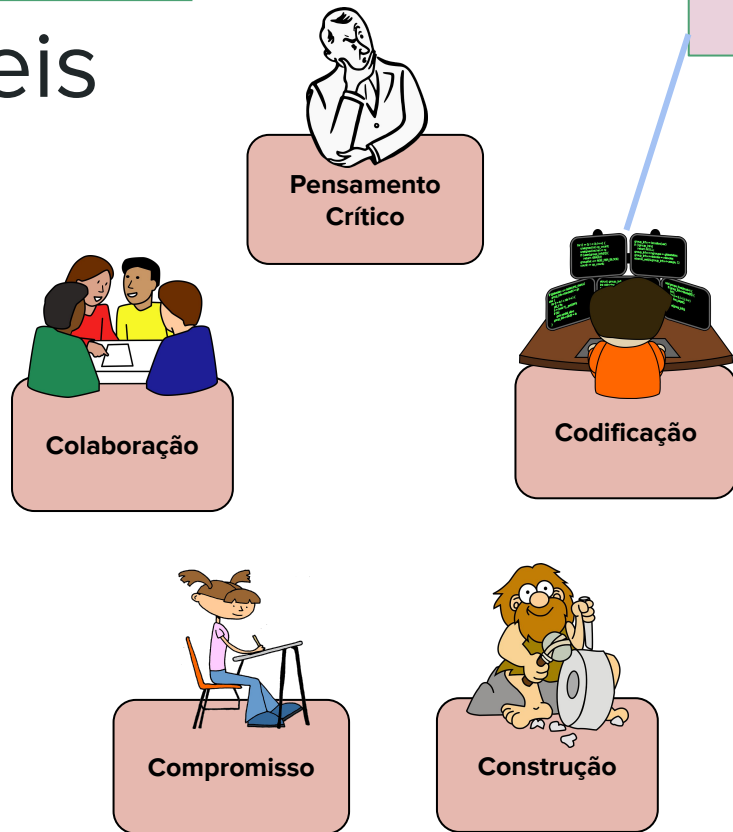 eis
Pensamento
Crítico
Colaboração
Codificação
Compromisso
Construção